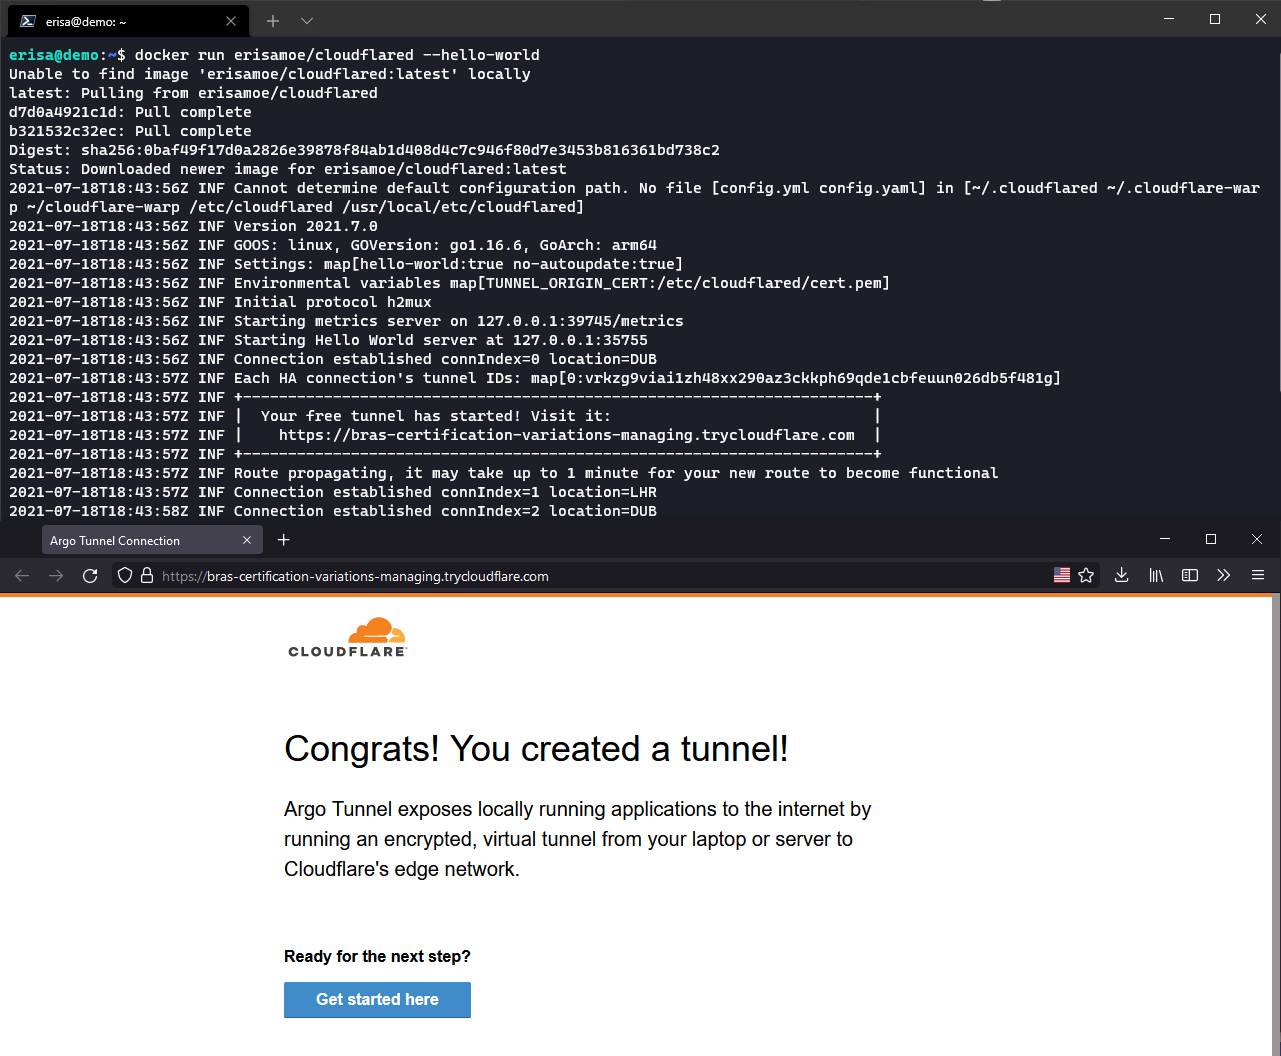 erisa@demo: ~
erisa@demo:~$ docker run erisamoe/cloudflared --hello-world
Unable to find image 'erisamoe/cloudflared:latest' locally
latest: Pulling from erisamoe/cloudflared
d7d0a4921c1d: Pull complete
b321532c32ec: Pull complete
Digest: sha256:0baf49f17d0a2826e39878f84ab1d408d4c7c946f80d7e3453b816361bd738c2
Status: Downloaded newer image for erisamoe/cloudflared:latest
2021-07-18T18:43:56Z INF Cannot determine default configuration path. No file [config.yml config.yaml] in [~/.cloudflared ~/.cloudflare-war
p ~/cloudflare-warp /etc/cloudflared /usr/local/etc/cloudflared]
2021-07-18T18:43:56Z INF Version 2021.7.0
2021-07-18T18:43:56Z INF GOOS: linux, GOVersion: go1.16.6, GoArch: arm64
2021-07-18T18:43:56Z INF Settings: map[hello-world:true no-autoupdate:true]
2021-07-18T18:43:56Z INF Environmental variables map[TUNNEL_ORIGIN_CERT:/etc/cloudflared/cert.pem]
2021-07-18T18:43:56Z INF Initial protocol h2mux
2021-07-18T18:43:56Z INF Starting metrics server on 127.0.0.1:39745/metrics
2021-07-18T18:43:56Z INF Starting Hello World server at 127.0.0.1:35755
2021-07-18T18:43:56Z INF Connection established connIndex=0 location=DUB
2021-07-18T18:43:57Z INF Each HA connection's tunnel IDs: map[0:vrkzg9viai1zh48xx290az3ckkph69qde1cbfeuun026db5f481g]
2021-07-18T18:43:57Z INF +----------------------------------------------------------------------+
2021-07-18T18:43:57Z INF |  Your free tunnel has started! Visit it:                             |
2021-07-18T18:43:57Z INF |    https://bras-certification-variations-managing.trycloudflare.com  |
2021-07-18T18:43:57Z INF +----------------------------------------------------------------------+
2021-07-18T18:43:57Z INF Route propagating, it may take up to 1 minute for your new route to become functional
2021-07-18T18:43:57Z INF Connection established connIndex=1 location=LHR
2021-07-18T18:43:58Z INF Connection established connIndex=2 location=DUB
Argo Tunnel Connection
https://bras-certification-variations-managing.trycloudflare.com
CLOUDFLARE
Congrats! You created a tunnel!
Argo Tunnel exposes locally running applications to the internet by
running an encrypted, virtual tunnel from your laptop or server to
Cloudflare's edge network.
Ready for the next step?
Get started here